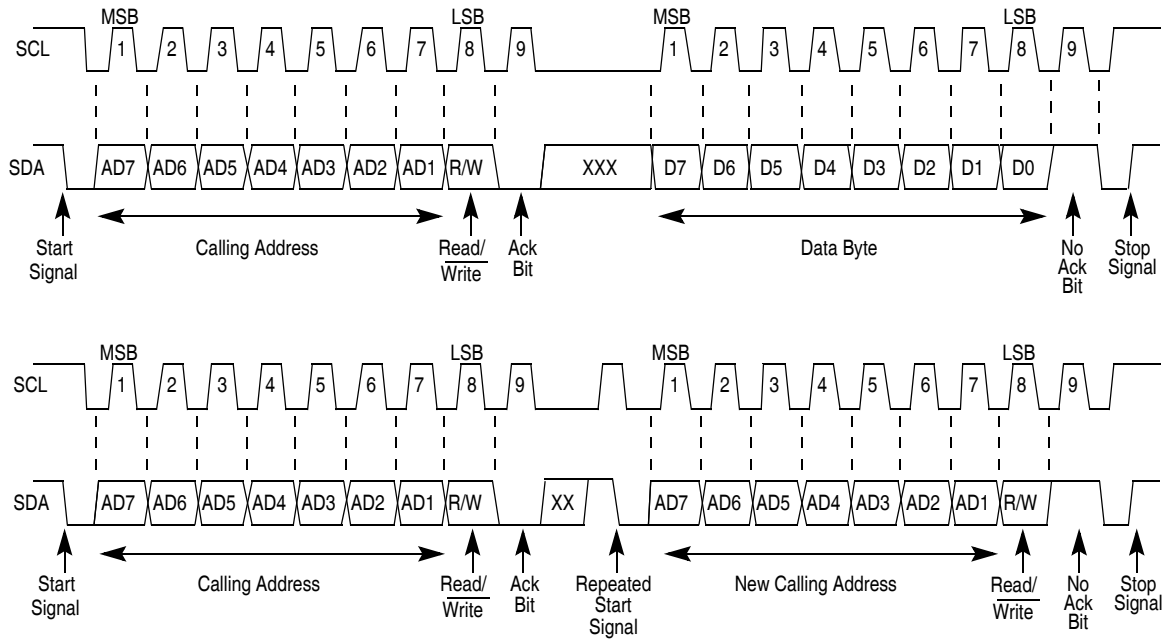 MSB LSB MSB LSB
SCL 1 2 3 4 5 6 7 8 9 1 2 3 4 5 6 7 8 9
SDA AD7 AD6 AD5 AD4 AD3 AD2 AD1 R/W XXX D7 D6 D5 D4 D3 D2 D1 D0
Start Calling Address Read/ Ack Data Byte No Stop
Signal Write Bit Ack Signal
Bit
MSB LSB MSB LSB
SCL 1 2 3 4 5 6 7 8 9 1 2 3 4 5 6 7 8 9
SDA AD7 AD6 AD5 AD4 AD3 AD2 AD1 R/W XX AD7 AD6 AD5 AD4 AD3 AD2 AD1 R/W
Start Calling Address Read/ Ack Repeated New Calling Address Read/ No Stop
Signal Write Bit Start Write Ack Signal
Signal Bit